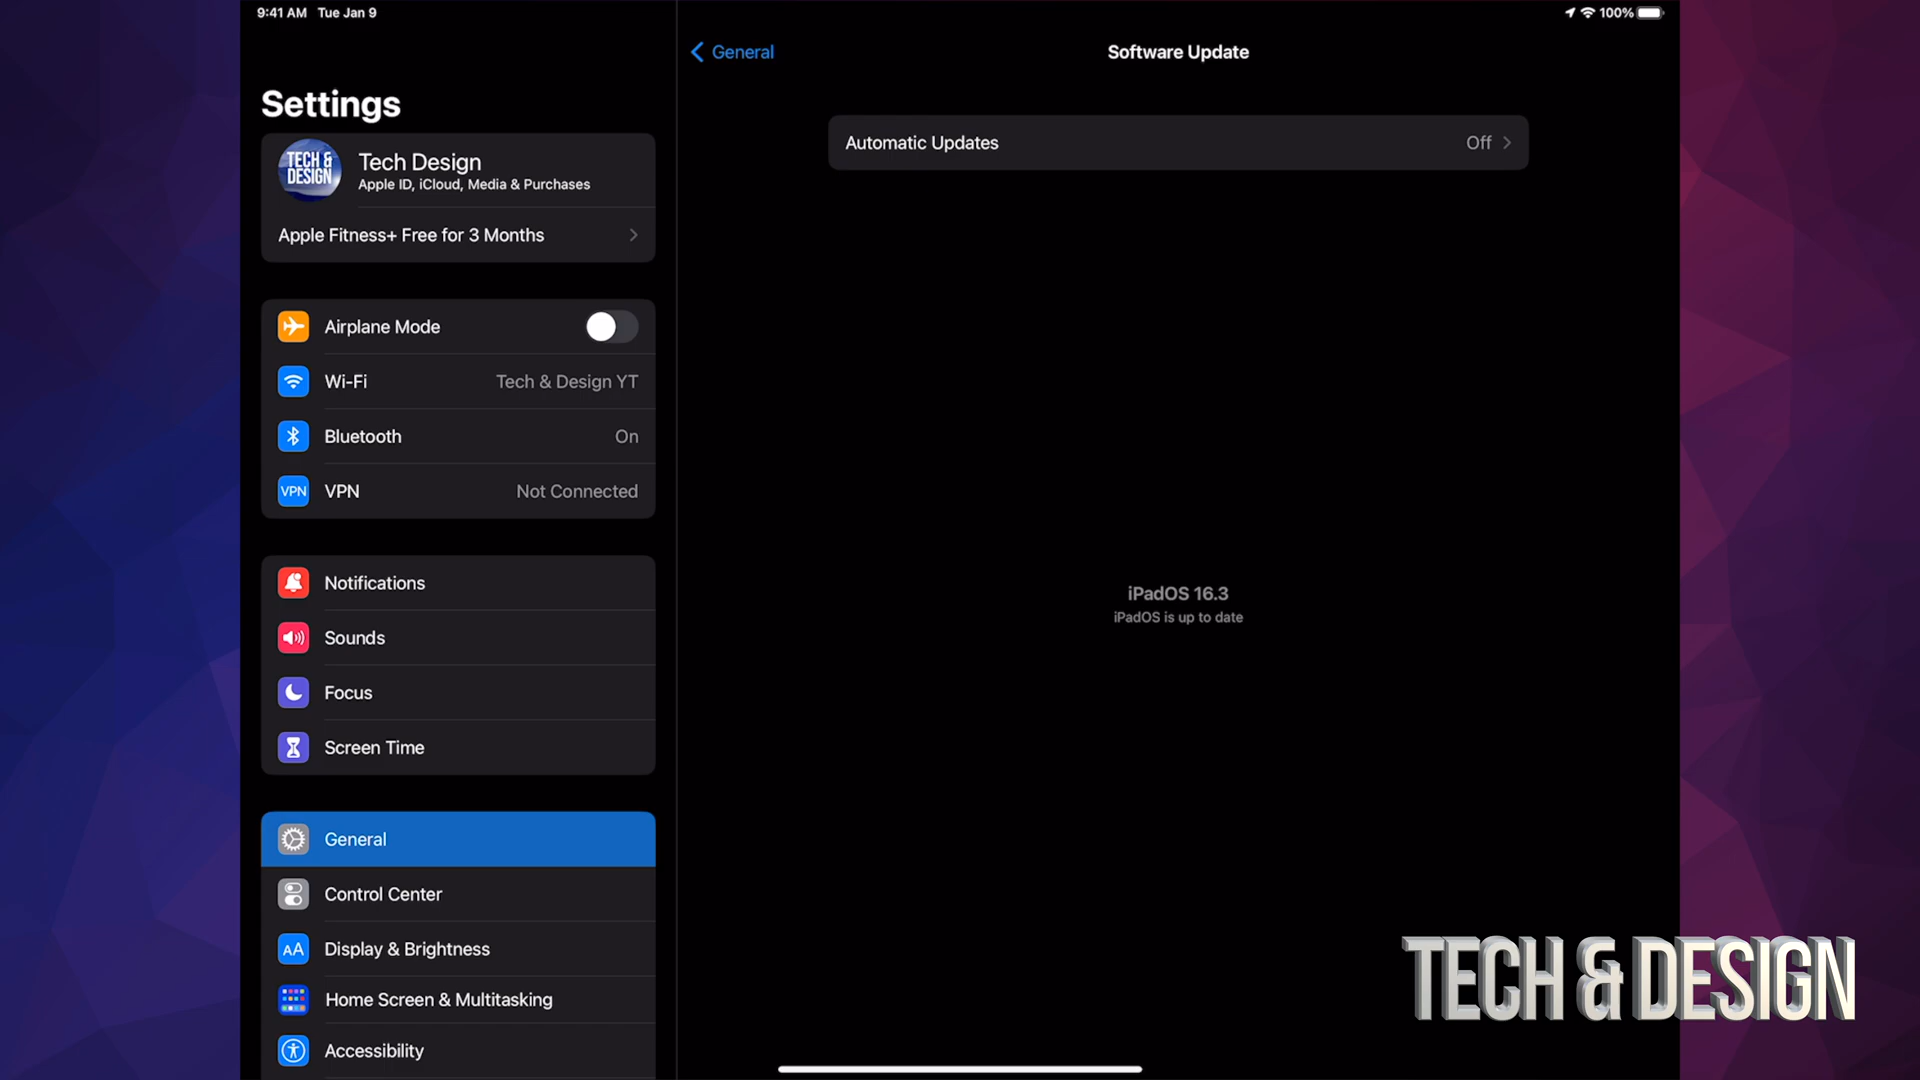 9:41 AM Tue Jan 9
100%
Settings
TECH &
DESIGN
Tech Design
Apple ID, iCloud, Media & Purchases
Apple Fitness+ Free for 3 Months
Airplane Mode
Wi-Fi Tech & Design YT
Bluetooth On
VPN VPN Not Connected
Notifications
Sounds
Focus
Screen Time
General
Control Center
AA Display & Brightness
Home Screen & Multitasking
Accessibility
General
Software Update
Automatic Updates Off
iPadOS 16.3
iPadOS is up to date
TECH & DESIGN